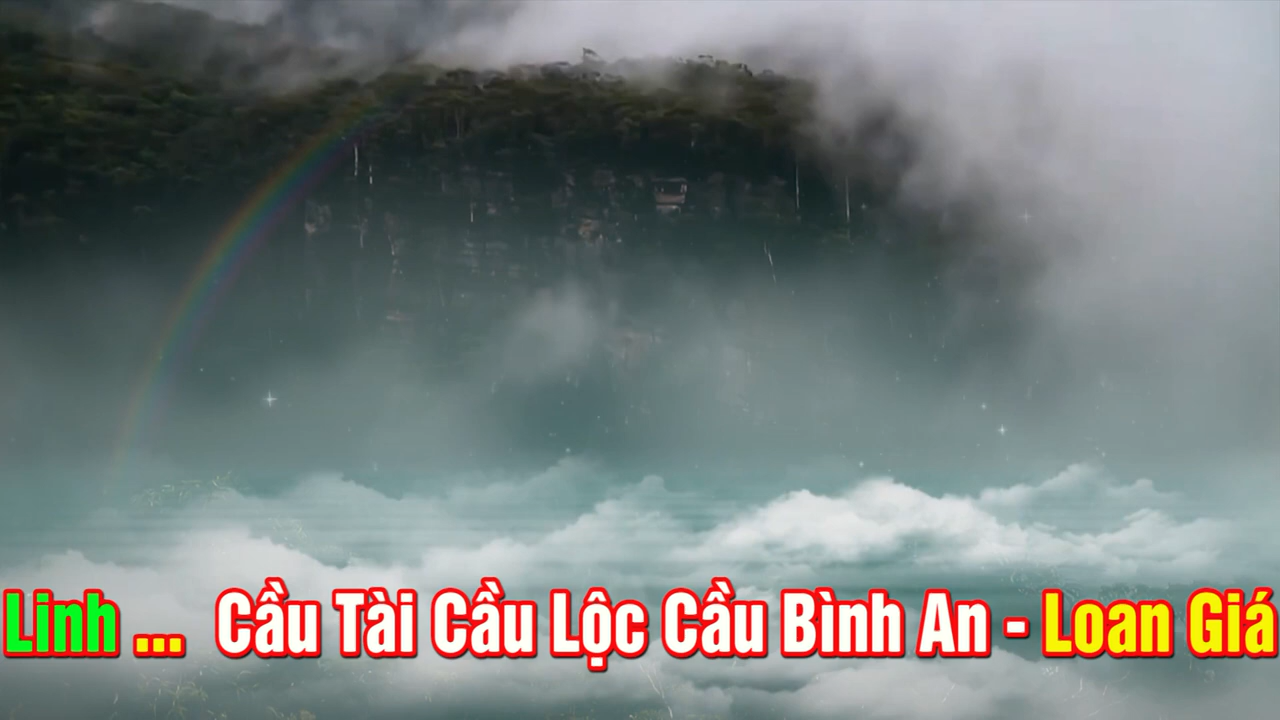 Linh ... Cầu Tài Cầu Lộc Cầu Bình An - Loan Giá